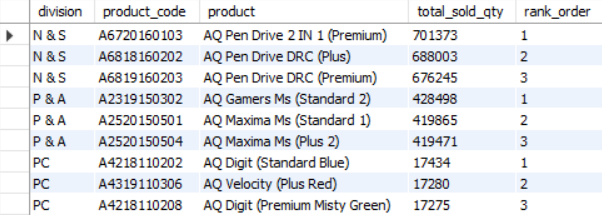 division product_code product total_sold_qty rank_order
N & S A6720160103 AQ Pen Drive 2 IN 1 (Premium) 701373 1
N & S A6818160202 AQ Pen Drive DRC (Plus) 688003 2
N & S A6819160203 AQ Pen Drive DRC (Premium) 676245 3
P & A A2319150302 AQ Gamers Ms (Standard 2) 428498 1
P & A A2520150501 AQ Maxima Ms (Standard 1) 419865 2
P & A A2520150504 AQ Maxima Ms (Plus 2) 419471 3
PC A4218110202 AQ Digit (Standard Blue) 17434 1
PC A4319110306 AQ Velocity (Plus Red) 17280 2
PC A4218110208 AQ Digit (Premium Misty Green) 17275 3